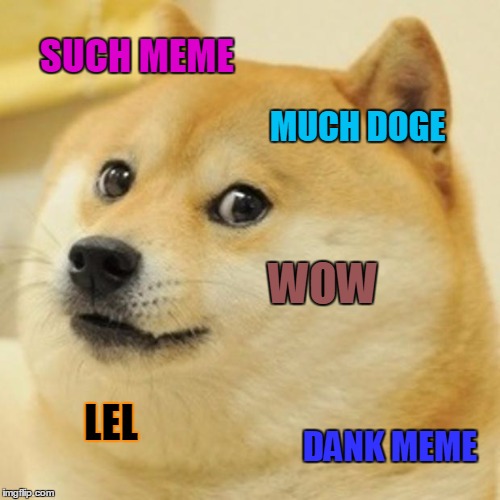 SUCH MEME
MUCH DOGE
WOW
LEL
DANK MEME
imgflip.com